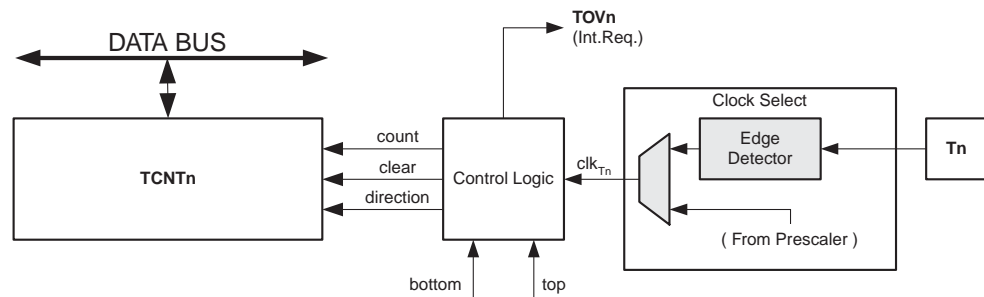 TOVn
(Int.Req.)
DATA BUS
Clock Select
count
Edge
Detector
Tn
TCNTn
clear
Control Logic
clkTn
direction
( From Prescaler )
bottom
top